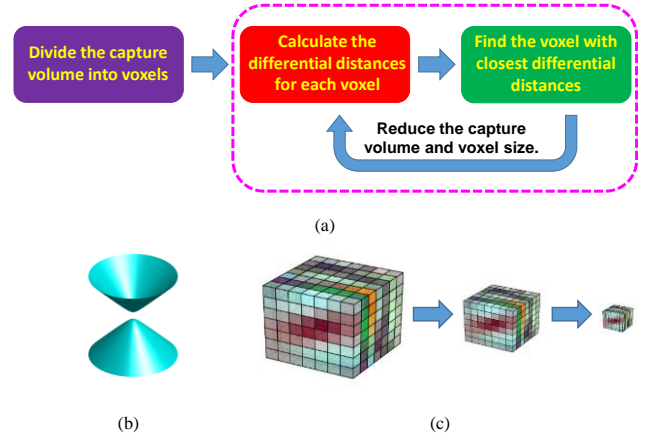 Divide the capture
volume into voxels
Calculate the
differential distances
for each voxel
Find the voxel with
closest differential
distances
Reduce the capture
volume and voxel size.
(a)
(b)
(c)